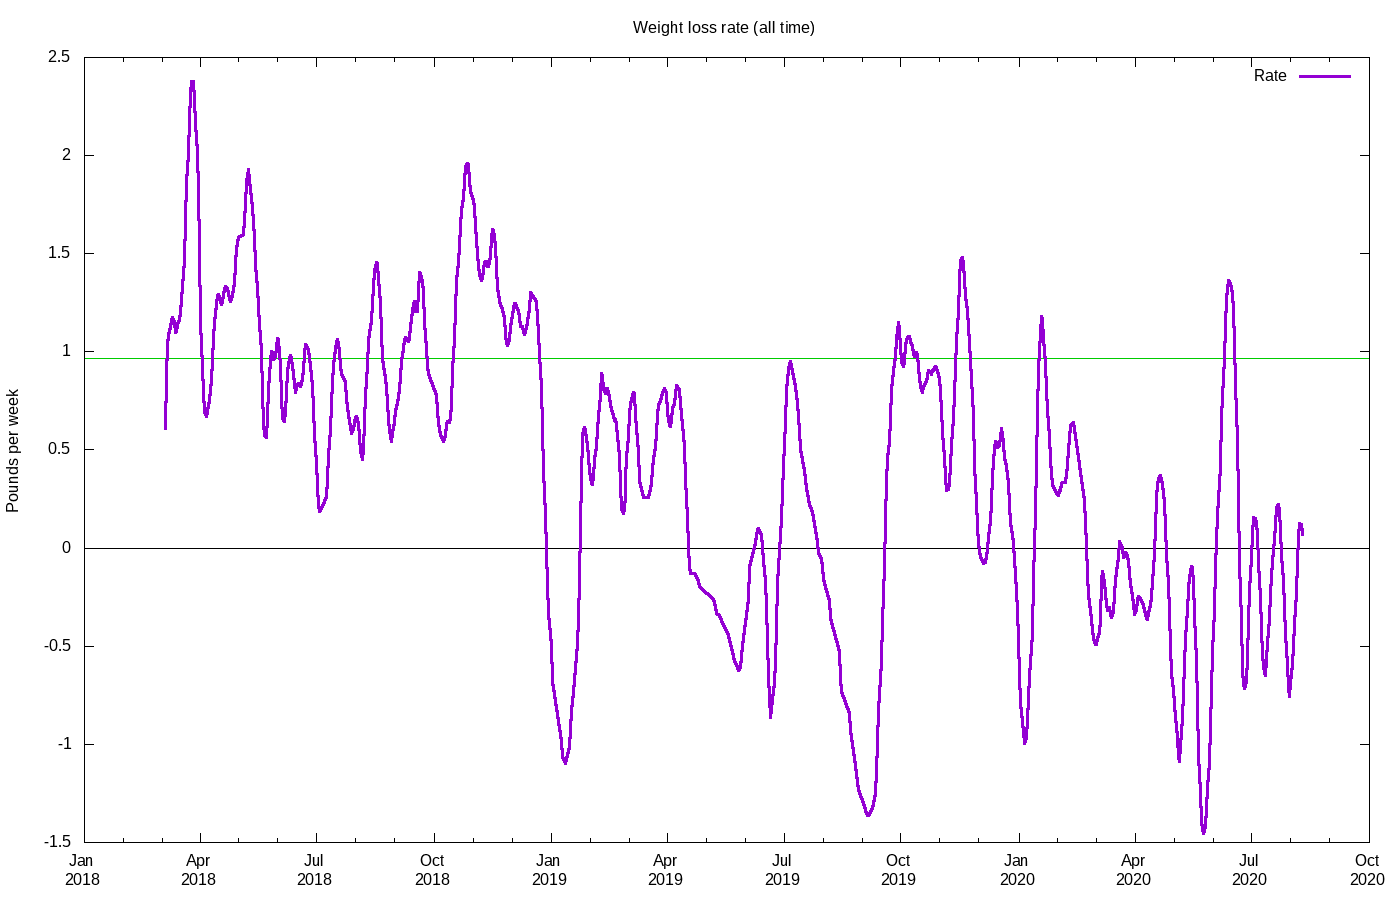 Weight loss rate (all time)
Rate
Pounds per week
2.5
2
1.5
1
0.5
0
-0.5
-1
-1.5
Jan Apr Jul Oct Jan Apr Jul Oct Jan Apr Jul Oct
2018 2018 2018 2018 2019 2019 2019 2019 2020 2020 2020 2020